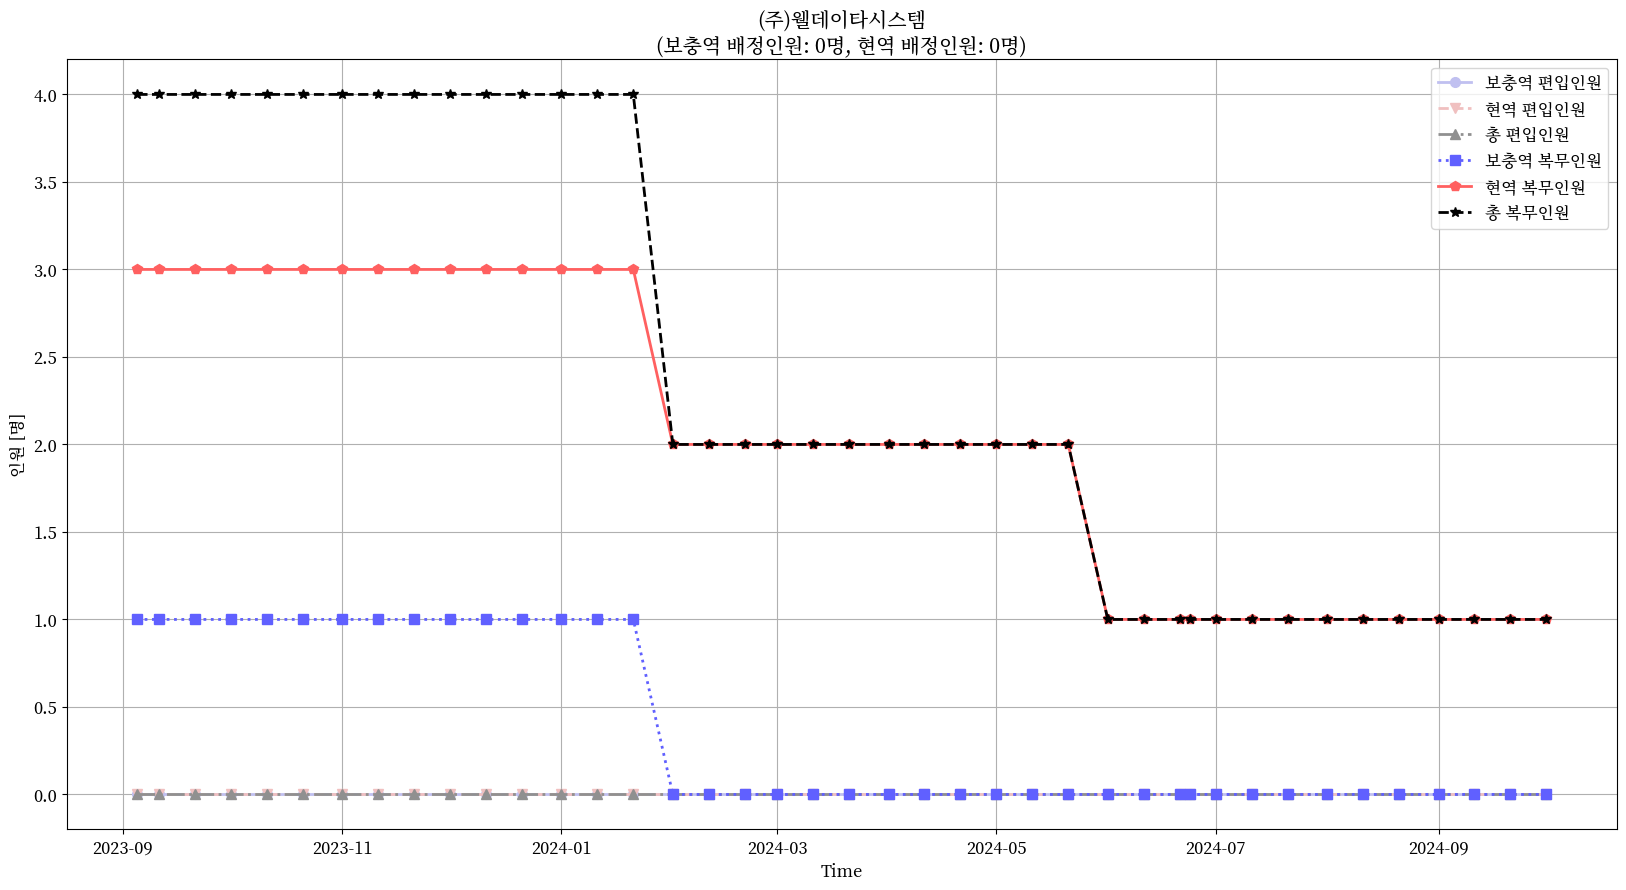 (주)웰데이타시스템
(보충역 배정인원: 0명, 현역 배정인원: 0명)
보충역 편입인원
현역 편입인원
총 편입인원
보충역 복무인원
현역 복무인원
총 복무인원
인원 [명]
4.0
3.5
3.0
2.5
2.0
1.5
1.0
0.5
0.0
2023-09
2023-11
2024-01
2024-03
2024-05
2024-07
2024-09
Time